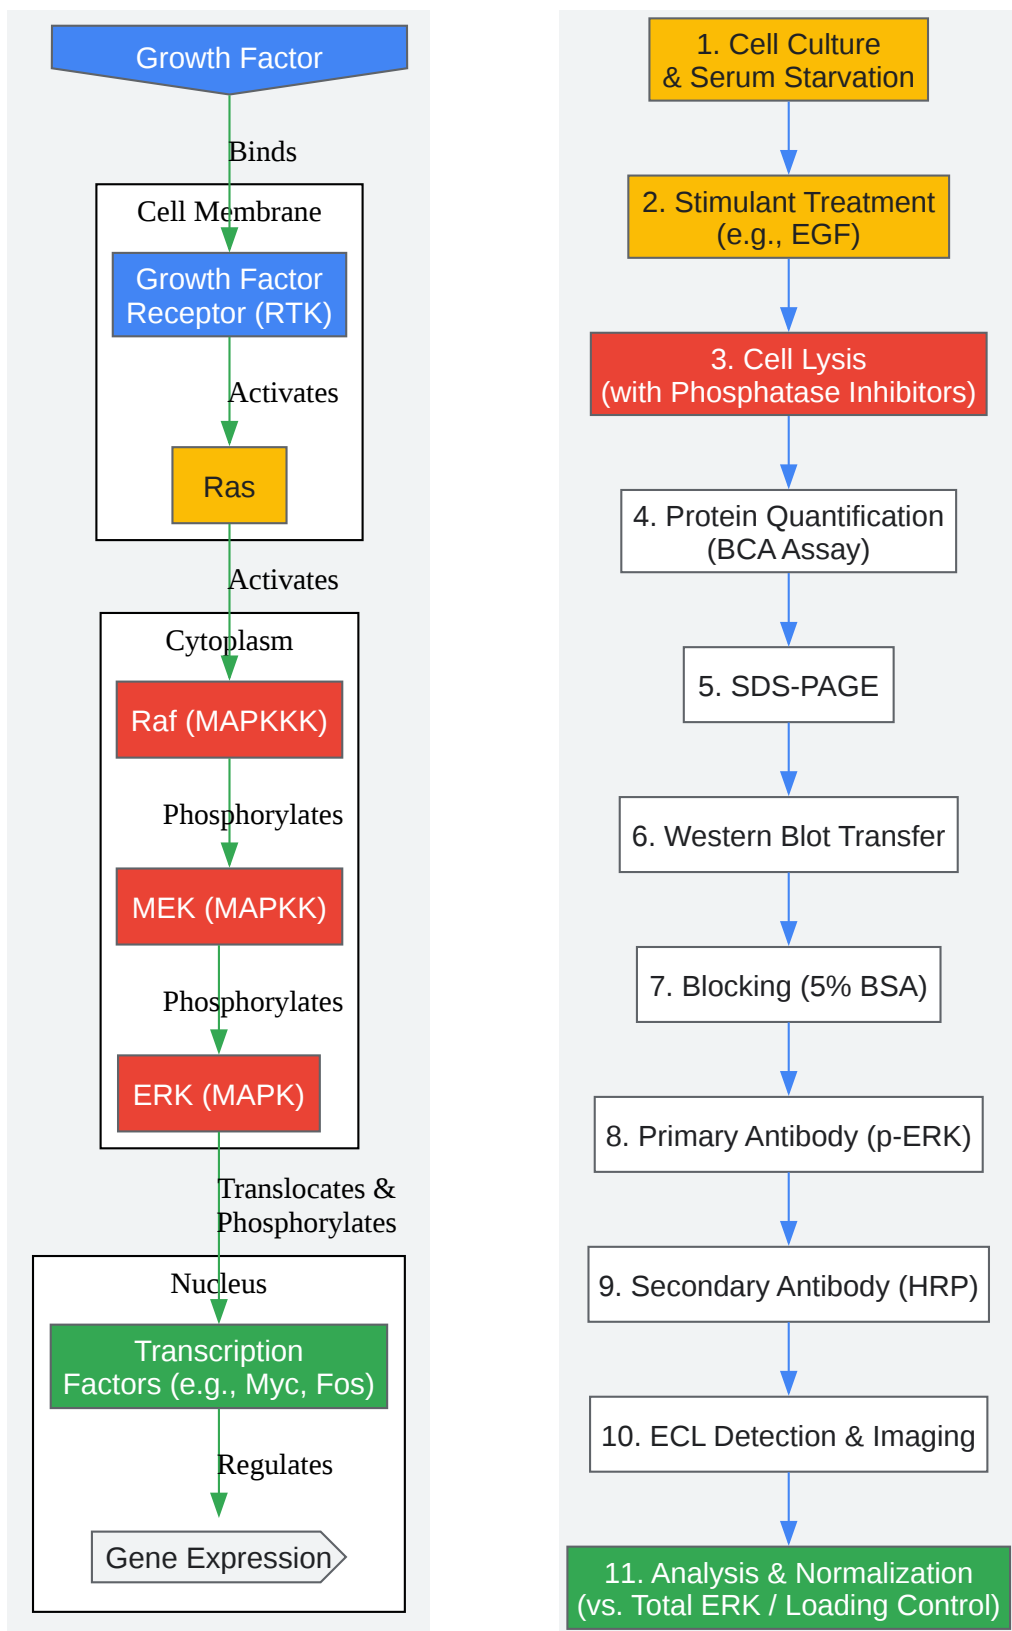 Growth Factor
Binds
Cell Membrane
Growth Factor
Receptor (RTK)
Activates
Ras
Activates
Cytoplasm
Raf (MAPKKK)
Phosphorylates
MEK (MAPKK)
Phosphorylates
ERK (MAPK)
Translocates &
Phosphorylates
Nucleus
Transcription
Factors (e.g., Myc, Fos)
Regulates
Gene Expression
1. Cell Culture
& Serum Starvation
2. Stimulant Treatment
(e.g., EGF)
3. Cell Lysis
(with Phosphatase Inhibitors)
4. Protein Quantification
(BCA Assay)
5. SDS-PAGE
6. Western Blot Transfer
7. Blocking (5% BSA)
8. Primary Antibody (p-ERK)
9. Secondary Antibody (HRP)
10. ECL Detection & Imaging
11. Analysis & Normalization
(vs. Total ERK / Loading Control)